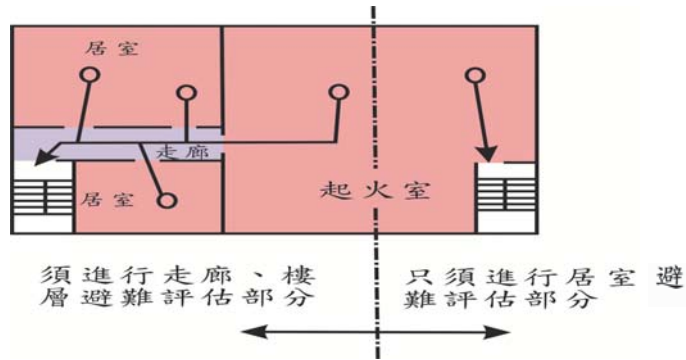 居室
走廊
居室
起火室
須進行走廊、樓
層避難評估部分
只須進行居室 避
難評估部分